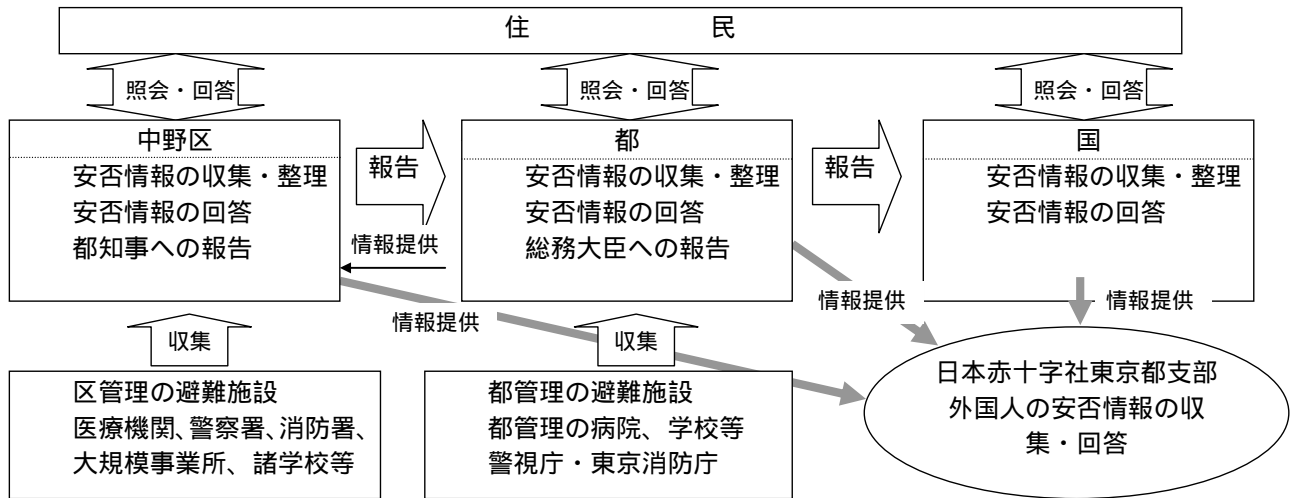 住 民
照会・回答
照会・回答
照会・回答
中野区
安否情報の収集・整理
安否情報の回答
都知事への報告
報告
都
安否情報の収集・整理
安否情報の回答
総務大臣への報告
報告
国
安否情報の収集・整理
安否情報の回答
情報提供
情報提供
情報提供
情報提供
収集
収集
区管理の避難施設
医療機関、警察署、消防署、
大規模事業所、諸学校等
都管理の避難施設
都管理の病院、学校等
警視庁・東京消防庁
日本赤十字社東京都支部
外国人の安否情報の収
集・回答